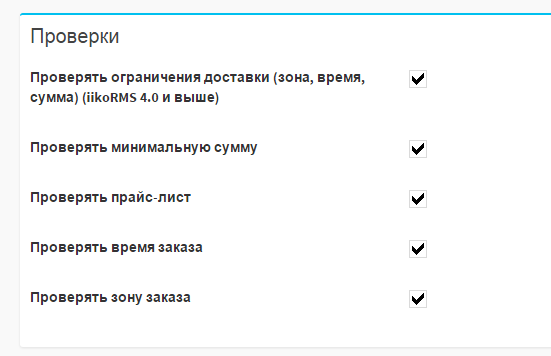 Проверки
Проверять ограничения доставки (зона, время,
сумма) (iikoRMS 4.0 и выше)
Проверять минимальную сумму
Проверять прайс-лист
Проверять время заказа
Проверять зону заказа